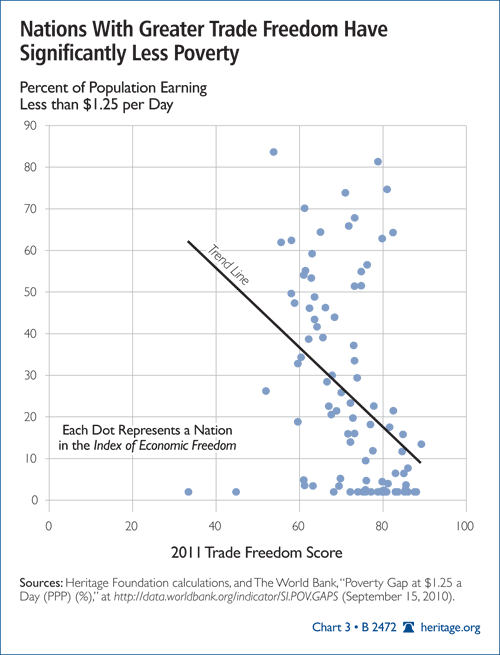 Nations With Greater Trade Freedom Have
Significantly Less Poverty
Percent of Population Earning
Less than $1.25 per Day
90
80
70
60
50
40
30
20
10
0
Trend Line
Each Dot Represents a Nation
in the Index of Economic Freedom
0 20 40 60 80 100
2011 Trade Freedom Score
Sources: Heritage Foundation calculations, and The World Bank, “Poverty Gap at $1.25 a
Day (PPP) (%),” at http://data.worldbank.org/indicator/SI.POV.GAPS (September 15, 2010).
Chart 3 • B 2472 heritage.org